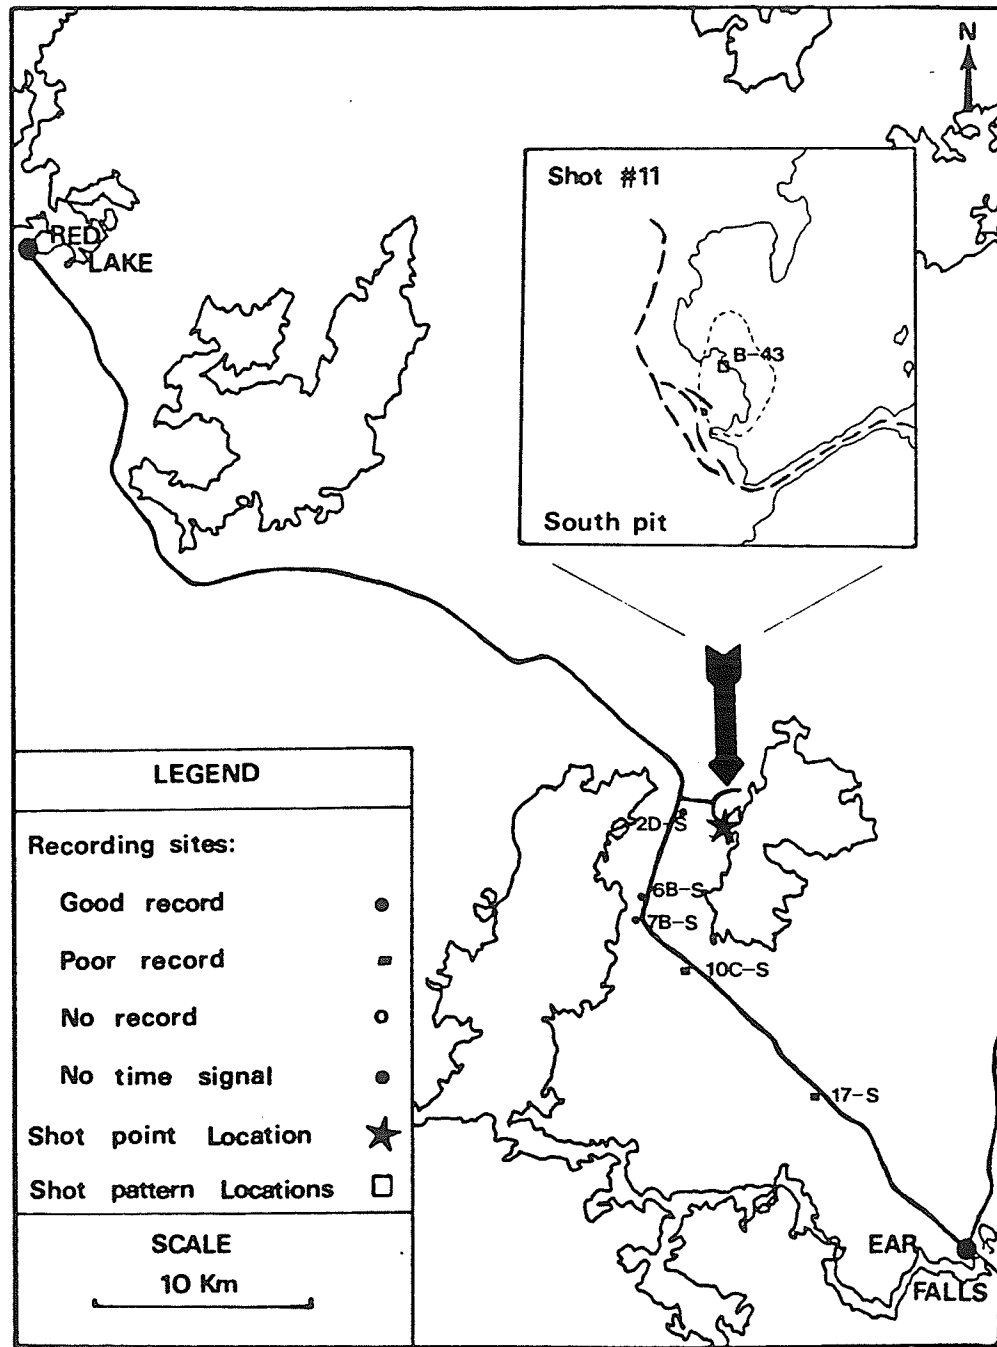 N
Shot #11
B-43
South pit
RED
LAKE
2D-S
6B-S
7B-S
10C-S
17-S
EAR
FALLS
LEGEND
Recording sites:
Good record
Poor record
No record
No time signal
Shot point Location
Shot pattern Locations
SCALE
10 Km